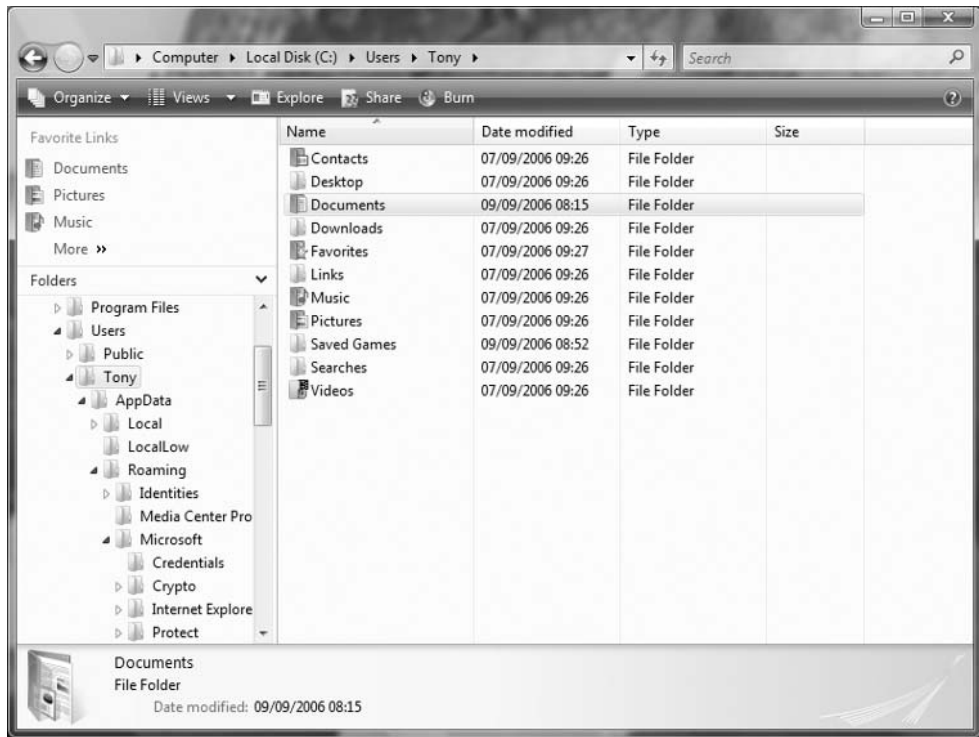 Computer Local Disk (C:) Users Tony Search
Organize Views Explore Share Burn
Favorite Links
Documents
Pictures
Music
More »
Folders
Program Files
Users
Public
Tony
AppData
Local
LocalLow
Roaming
Identities
Media Center Pro
Microsoft
Credentials
Crypto
Internet Explore
Protect
Name Date modified Type Size
Contacts 07/09/2006 09:26 File Folder
Desktop 07/09/2006 09:26 File Folder
Documents 09/09/2006 08:15 File Folder
Downloads 07/09/2006 09:26 File Folder
Favorites 07/09/2006 09:27 File Folder
Links 07/09/2006 09:26 File Folder
Music 07/09/2006 09:26 File Folder
Pictures 07/09/2006 09:26 File Folder
Saved Games 09/09/2006 08:52 File Folder
Searches 07/09/2006 09:26 File Folder
Videos 07/09/2006 09:26 File Folder
Documents
File Folder
Date modified: 09/09/2006 08:15